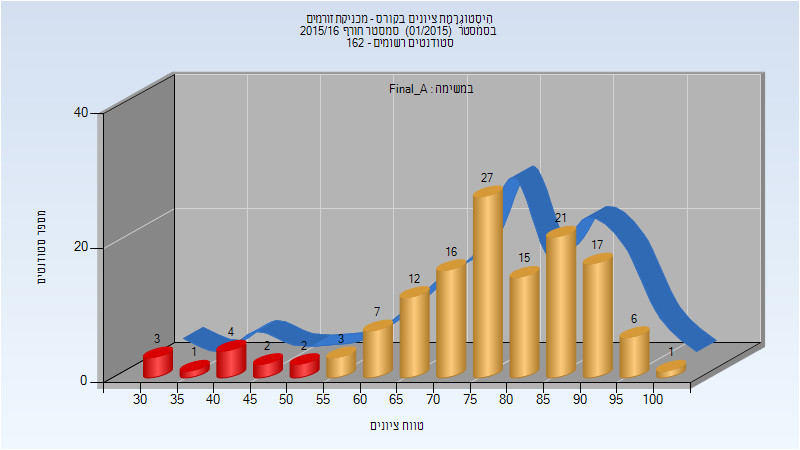 היסטוגרמת ציונים בקורס - מכניקת זורמים
בסמסטר (01/2015) סמסטר חורף 2015/16
סטודנטים רשומים - 162
במשימה : Final_A
מספר סטודנטים
40
20
0
3
1
4
2
2
3
7
12
16
27
15
21
17
6
1
30 35 40 45 50 55 60 65 70 75 80 85 90 95 100
טווח ציונים